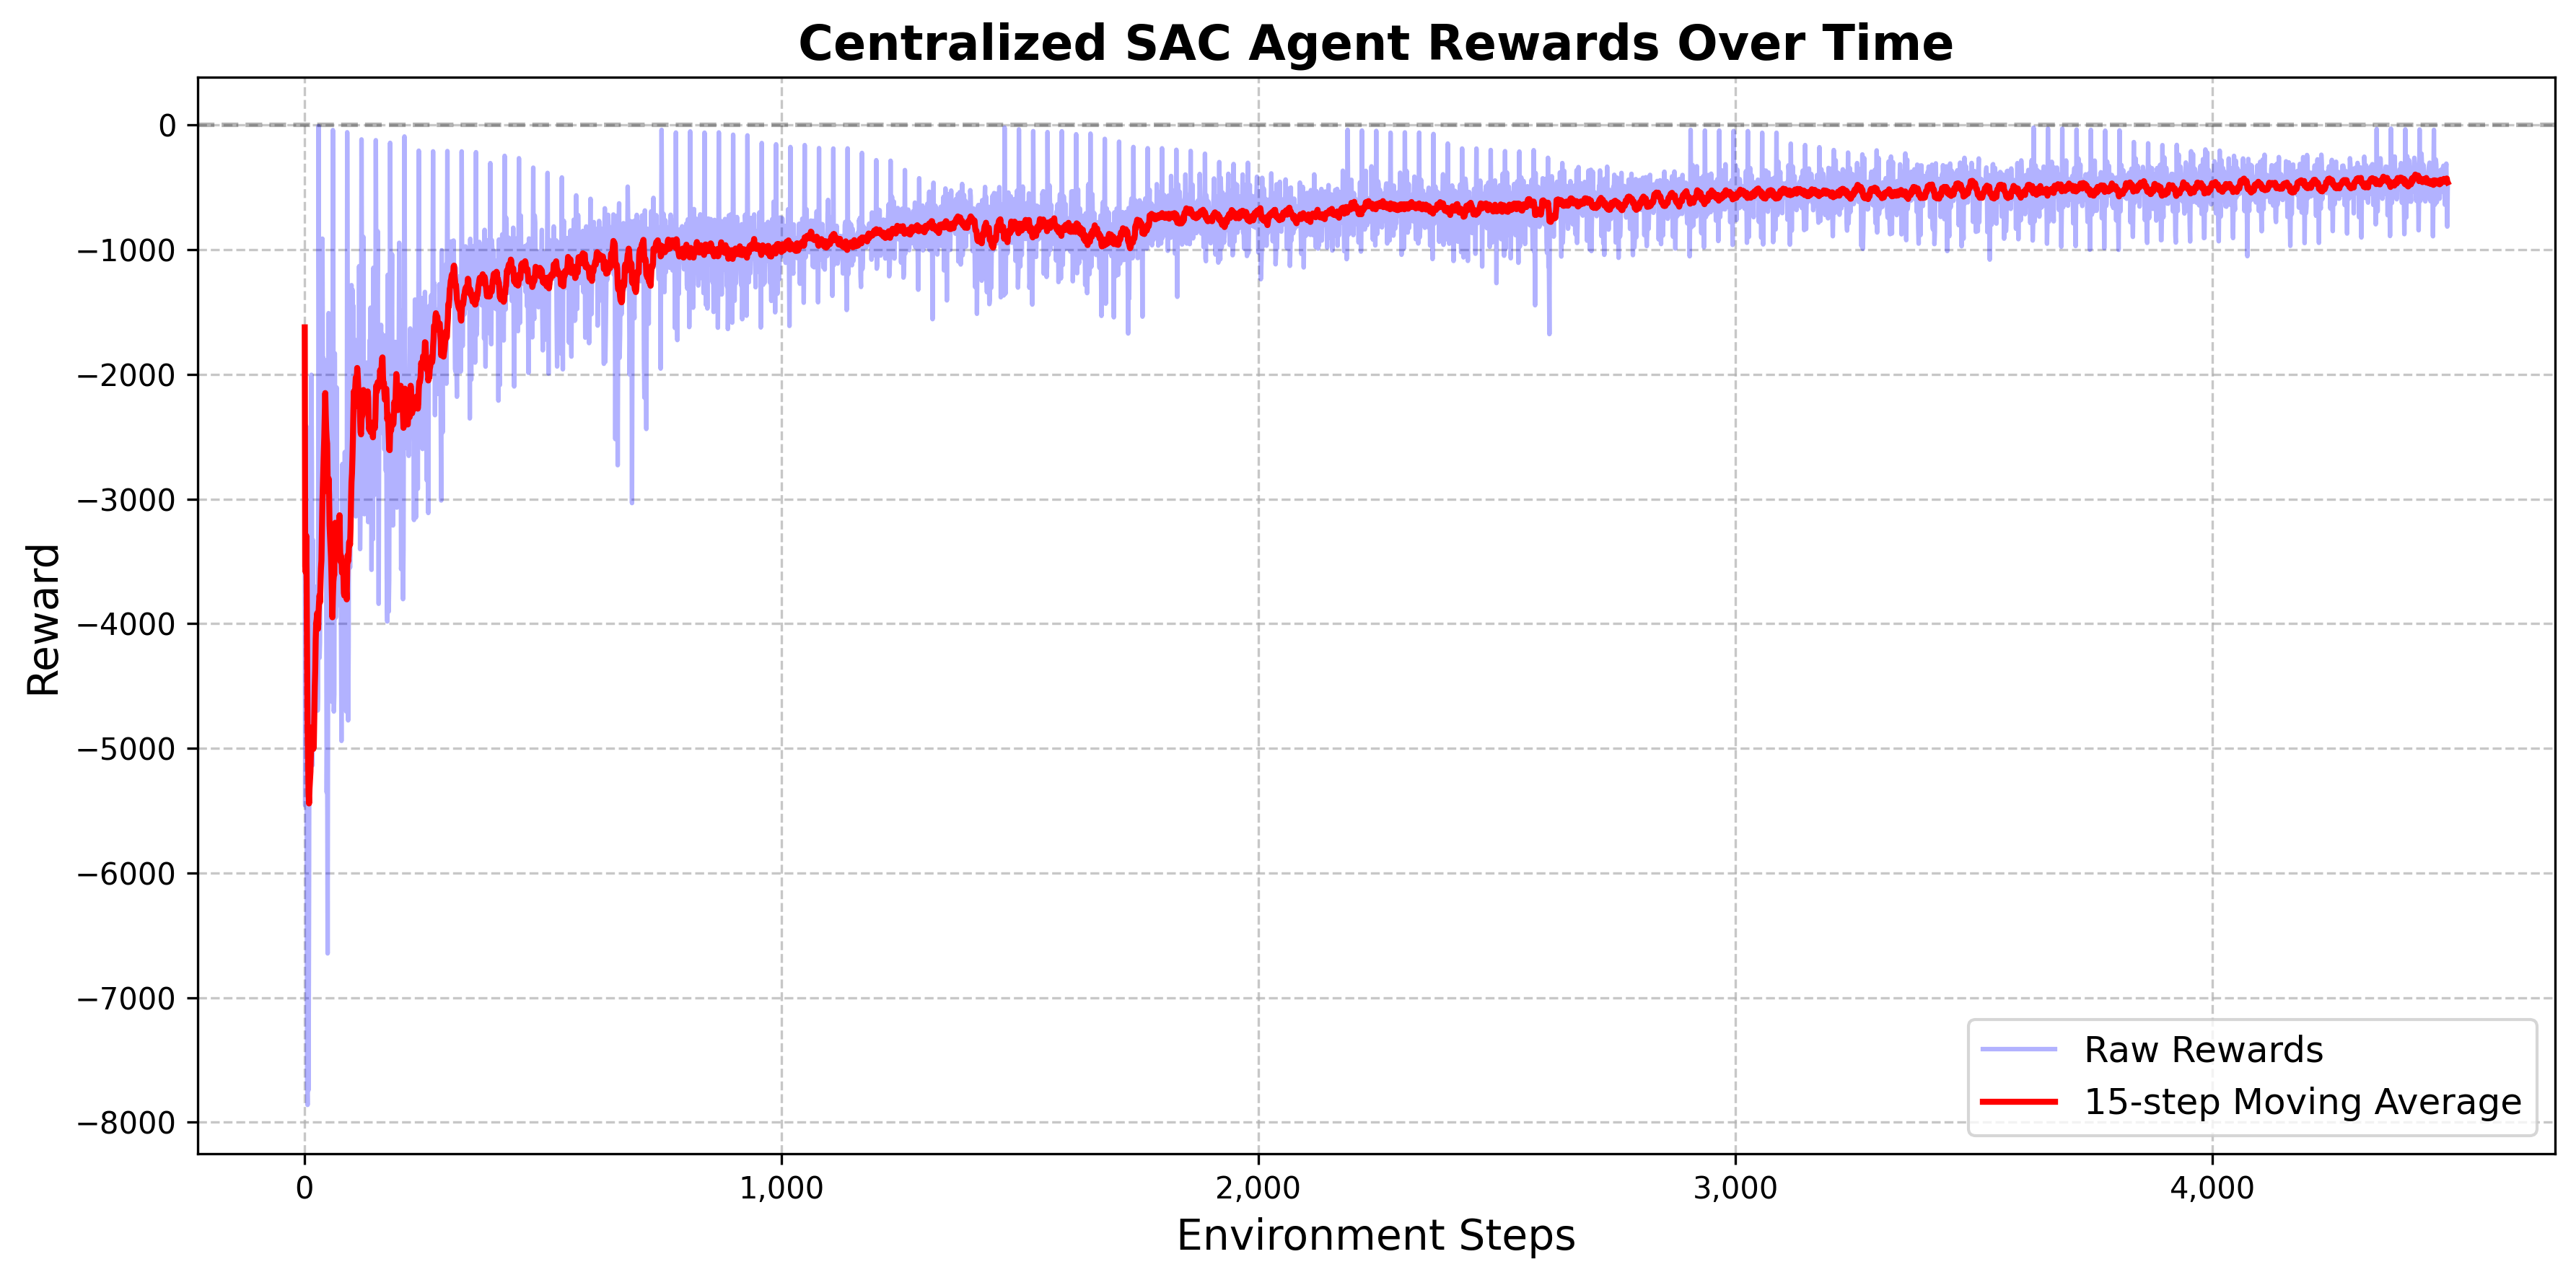 Centralized SAC Agent Rewards Over Time
Reward
0
−1000
−2000
−3000
−4000
−5000
−6000
−7000
−8000
0
1,000
2,000
3,000
4,000
Environment Steps
Raw Rewards
15-step Moving Average